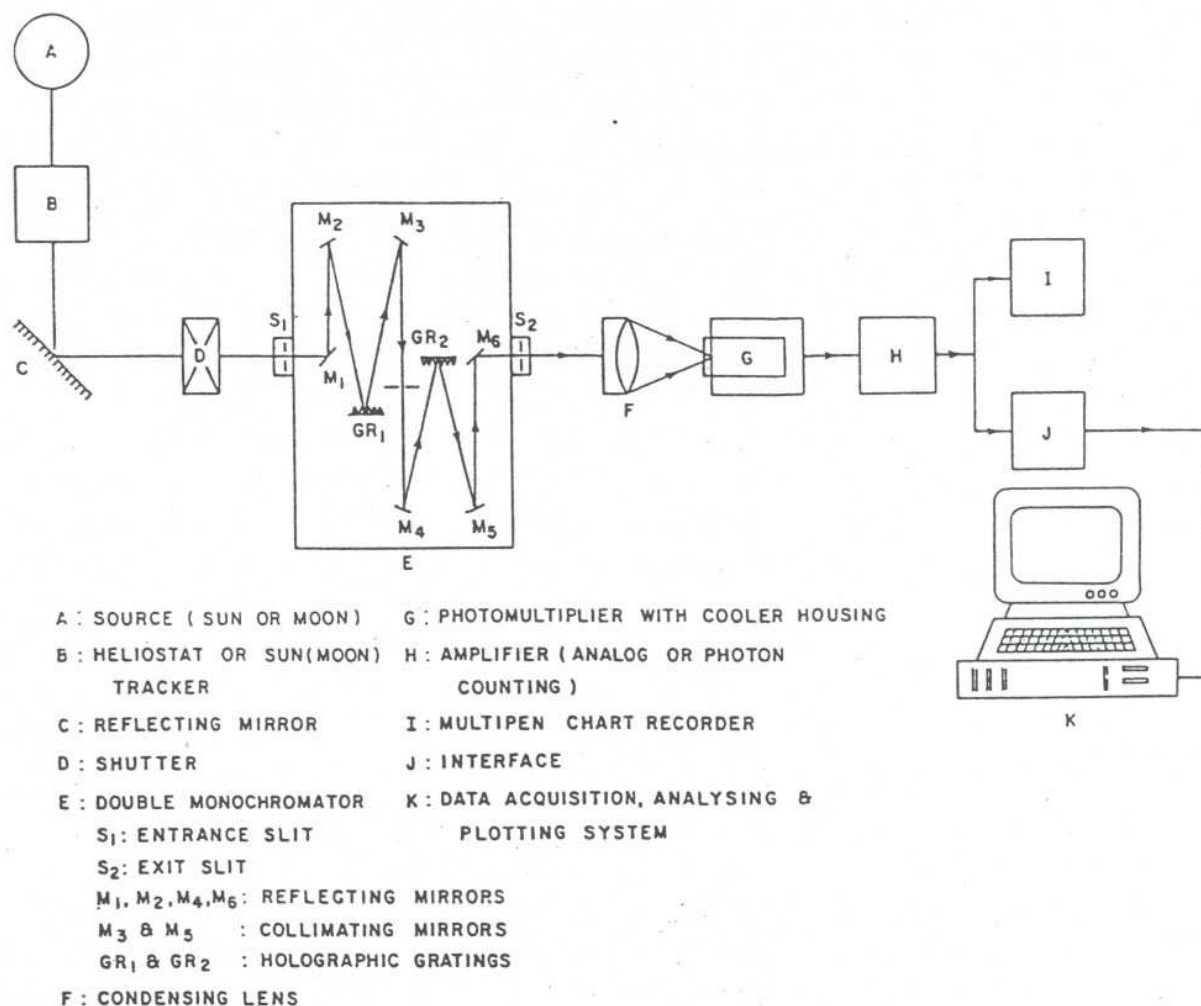 A
B
C
D
S₁
M₁
M₂
GR₁
M₃
GR₂
M₄
M₅
M₆
S₂
E
F
G
H
I
J
K
A : SOURCE ( SUN OR MOON )
B : HELIOSTAT OR SUN(MOON)
TRACKER
C : REFLECTING MIRROR
D : SHUTTER
E : DOUBLE MONOCHROMATOR
S₁: ENTRANCE SLIT
S₂: EXIT SLIT
M₁, M₂, M₄, M₆ : REFLECTING MIRRORS
M₃ & M₅ : COLLIMATING MIRRORS
GR₁ & GR₂ : HOLOGRAPHIC GRATINGS
F : CONDENSING LENS
G : PHOTOMULTIPLIER WITH COOLER HOUSING
H : AMPLIFIER ( ANALOG OR PHOTON
COUNTING )
I : MULTIPEN CHART RECORDER
J : INTERFACE
K : DATA ACQUISITION, ANALYSING &
PLOTTING SYSTEM